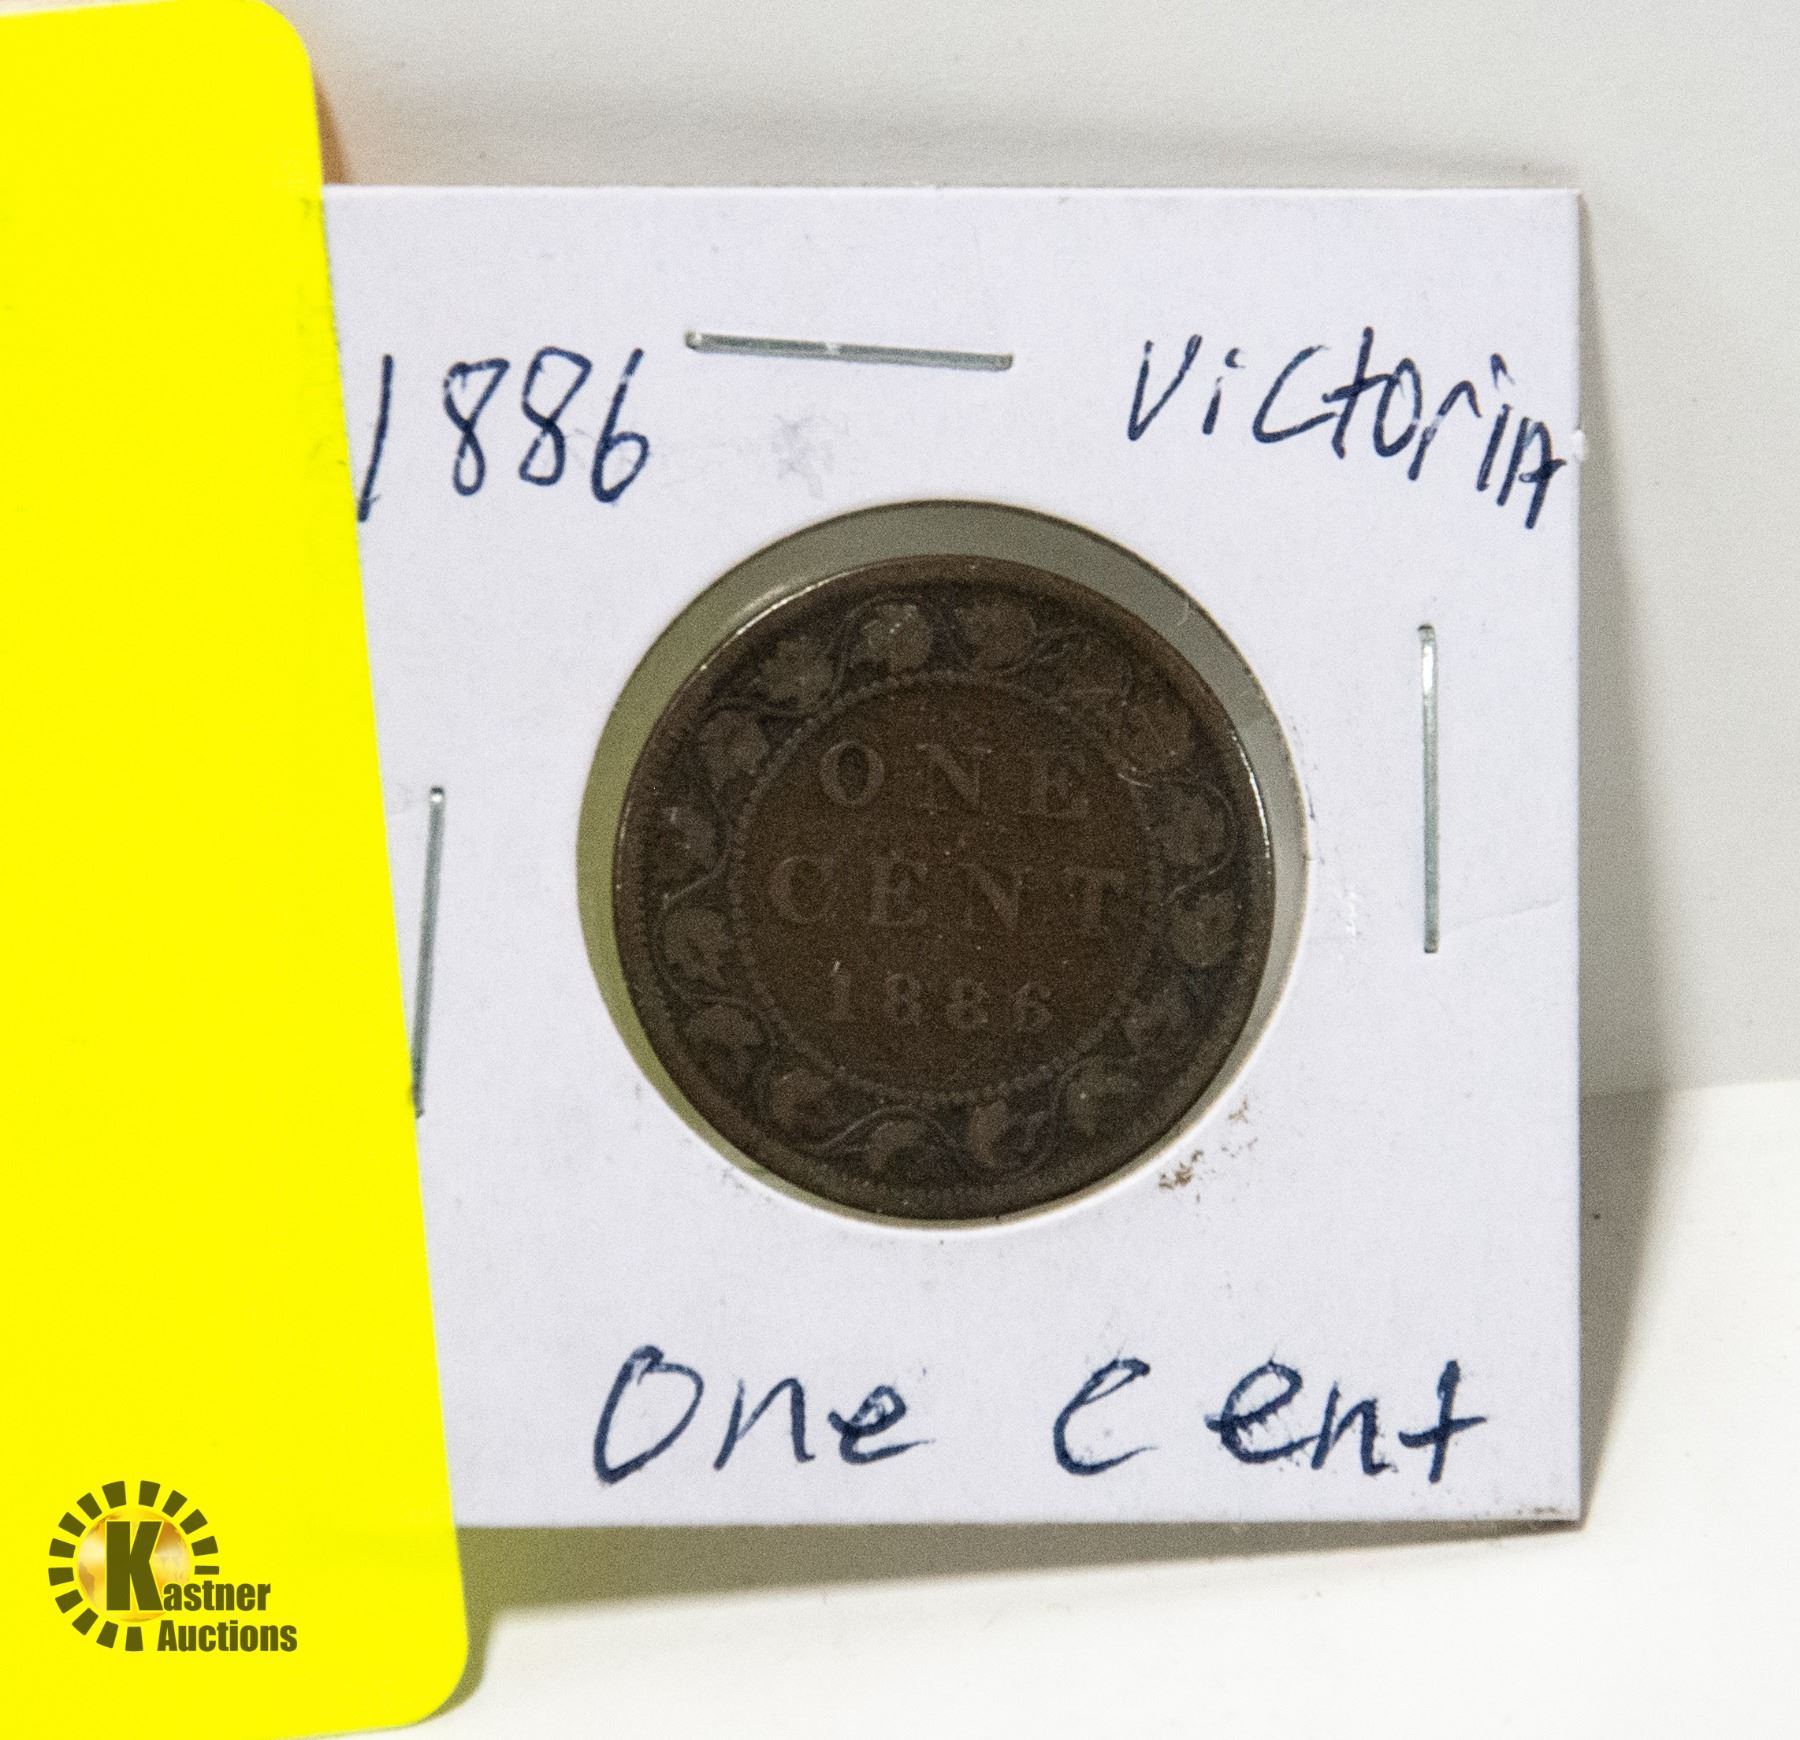 1886 VictoriA
ONE
CENT
1886
One Cent
Kastner
Auctions